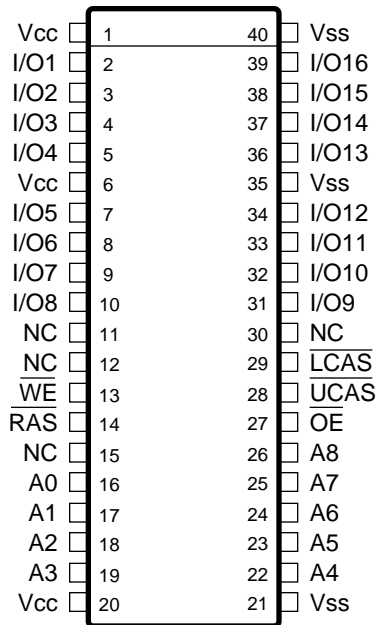 Vcc 1 40 Vss
I/O1 2 39 I/O16
I/O2 3 38 I/O15
I/O3 4 37 I/O14
I/O4 5 36 I/O13
Vcc 6 35 Vss
I/O5 7 34 I/O12
I/O6 8 33 I/O11
I/O7 9 32 I/O10
I/O8 10 31 I/O9
NC 11 30 NC
NC 12 29 LCAS
WE 13 28 UCAS
RAS 14 27 OE
NC 15 26 A8
A0 16 25 A7
A1 17 24 A6
A2 18 23 A5
A3 19 22 A4
Vcc 20 21 Vss